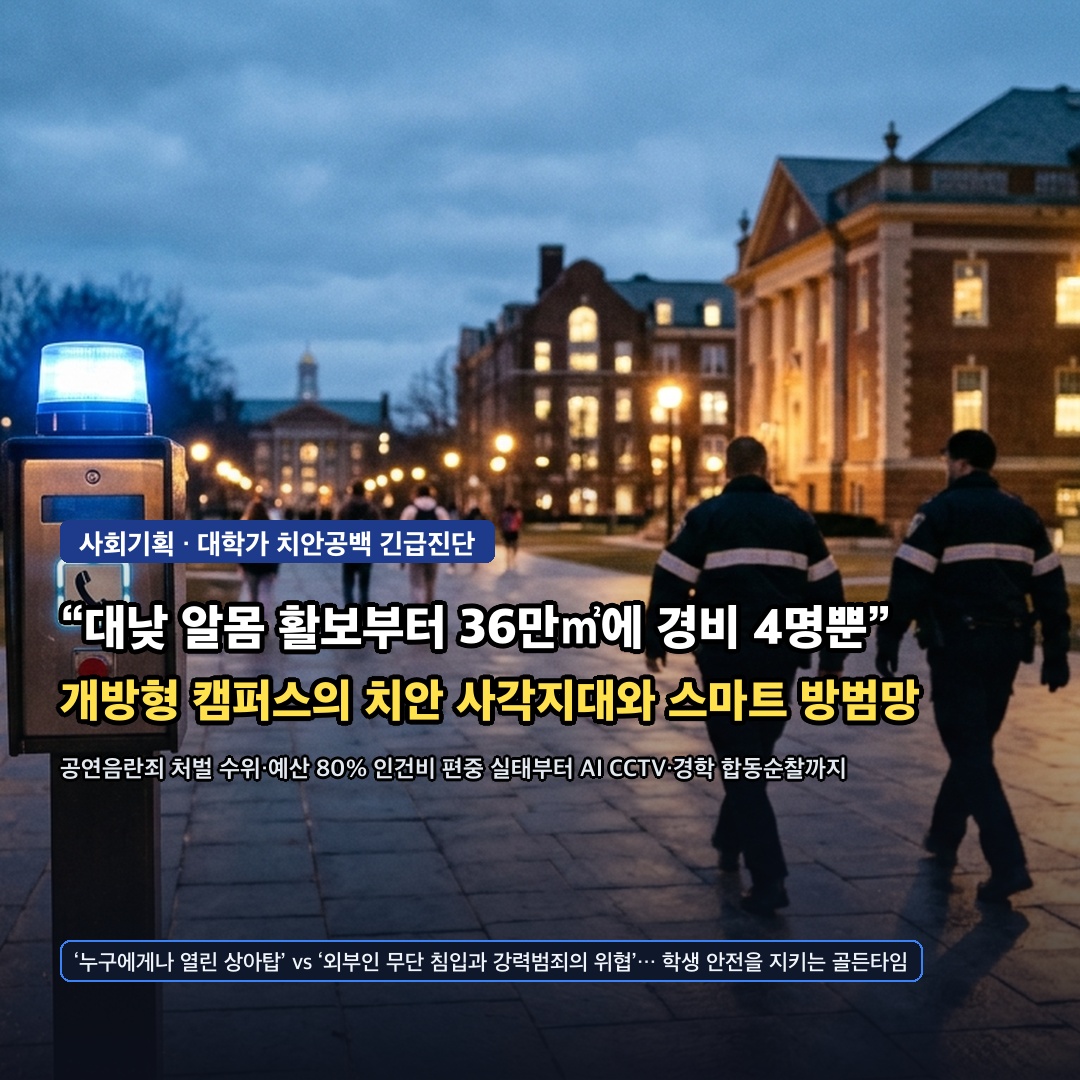 사회기획 · 대학가 치안공백 긴급진단
“대낮 알몸 활보부터 36만㎡에 경비 4명뿐”
개방형 캠퍼스의 치안 사각지대와 스마트 방범망
공연음란죄 처벌 수위·예산 80% 인건비 편중 실태부터 AI CCTV·경학 합동순찰까지
‘누구에게나 열린 상아탑’ vs ‘외부인 무단 침입과 강력범죄의 위협’… 학생 안전을 지키는 골든타임